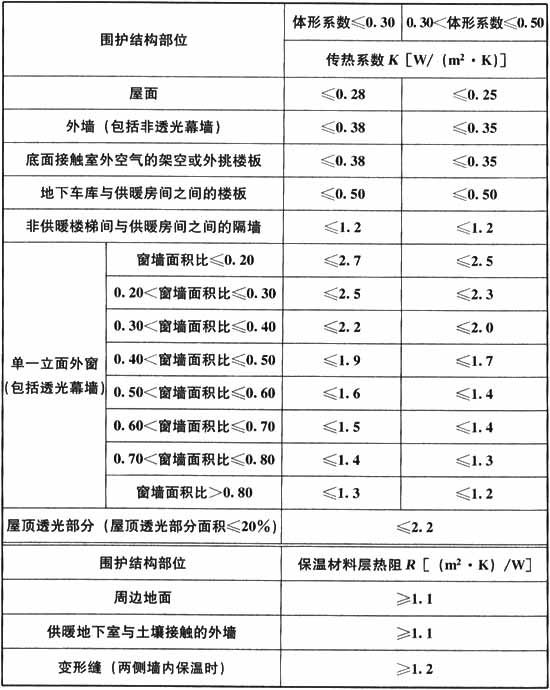 围护结构部位 体形系数≤0.30 0.30<体形系数≤0.50
传热系数 K [W/ (m²·K)]
屋面 ≤0.28 ≤0.25
外墙 (包括非透光幕墙) ≤0.38 ≤0.35
底面接触室外空气的架空或外挑楼板 ≤0.38 ≤0.35
地下车库与供暖房间之间的楼板 ≤0.50 ≤0.50
非供暖楼梯间与供暖房间之间的隔墙 ≤1.2 ≤1.2
单一立面外窗
(包括透光幕墙)
窗墙面积比≤0.20 ≤2.7 ≤2.5
0.20<窗墙面积比≤0.30 ≤2.5 ≤2.3
0.30<窗墙面积比≤0.40 ≤2.2 ≤2.0
0.40<窗墙面积比≤0.50 ≤1.9 ≤1.7
0.50<窗墙面积比≤0.60 ≤1.6 ≤1.4
0.60<窗墙面积比≤0.70 ≤1.5 ≤1.4
0.70<窗墙面积比≤0.80 ≤1.4 ≤1.3
窗墙面积比>0.80 ≤1.3 ≤1.2
屋顶透光部分 (屋顶透光部分面积≤20%) ≤2.2
围护结构部位 保温材料层热阻 R [ (m²·K) /W]
周边地面 ≥1.1
供暖地下室与土壤接触的外墙 ≥1.1
变形缝 (两侧墙内保温时) ≥1.2